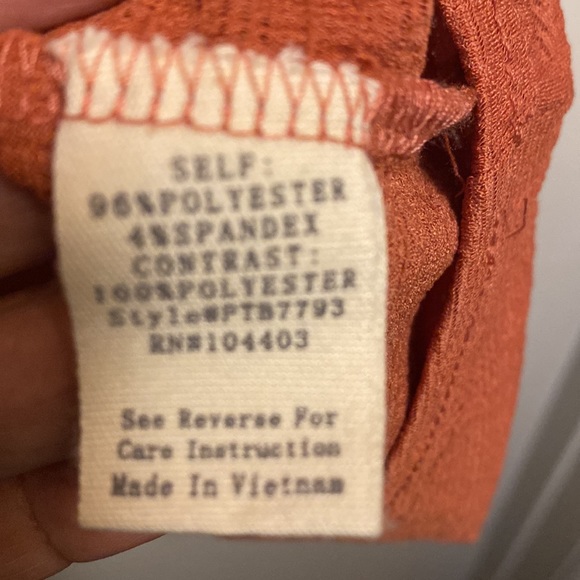 SELF:
96%POLYESTER
4%SPANDEX
CONTRAST:
100%POLYESTER
Style#PTB7793
RN#104403
See Reverse For
Care Instruction
Made In Vietnam